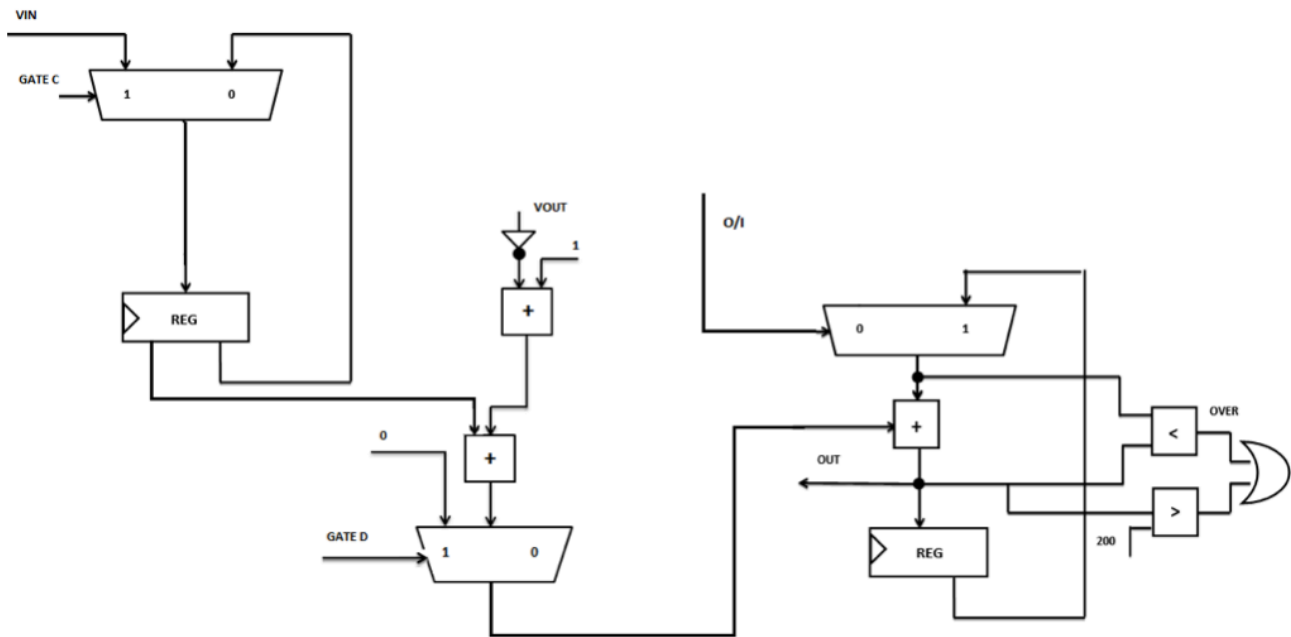 VIN
GATE C
1 0
REG
VOUT
1
+
0
+
GATE D
1 0
O/I
0 1
+
OUT
REG
<
OVER
>
200